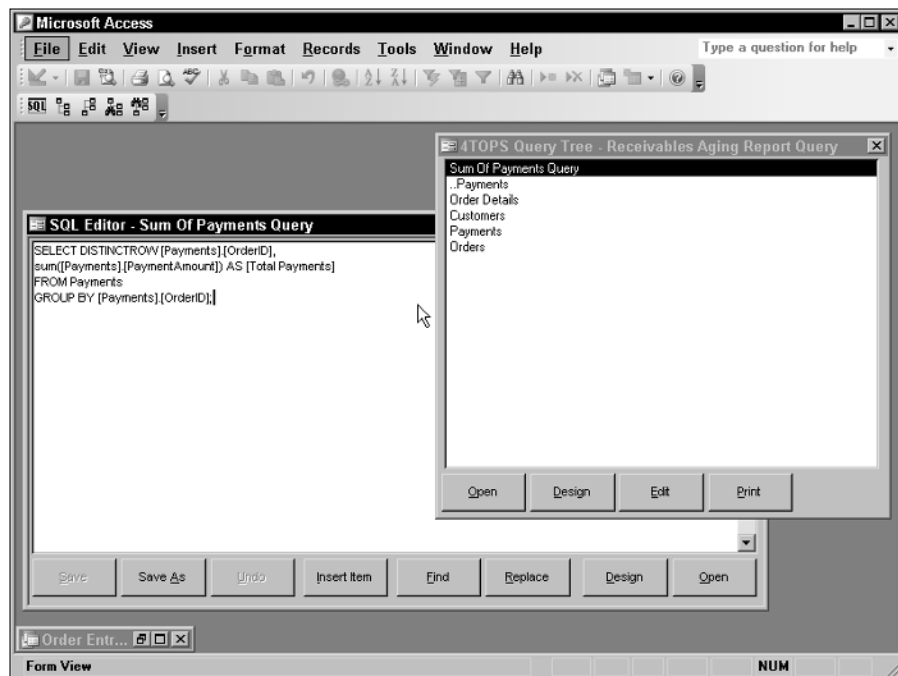 Microsoft Access
File Edit View Insert Format Records Tools Window Help Type a question for help
SQL
4TOPS Query Tree - Receivables Aging Report Query
Sum Of Payments Query
..Payments
Order Details
Customers
Payments
Orders
Open Design Edit Print
SQL Editor - Sum Of Payments Query
SELECT DISTINCTROW [Payments].[OrderID],
sum([Payments].[PaymentAmount]) AS [Total Payments]
FROM Payments
GROUP BY [Payments].[OrderID];
Save Save As Undo Insert Item Find Replace Design Open
Order Entr...
Form View NUM